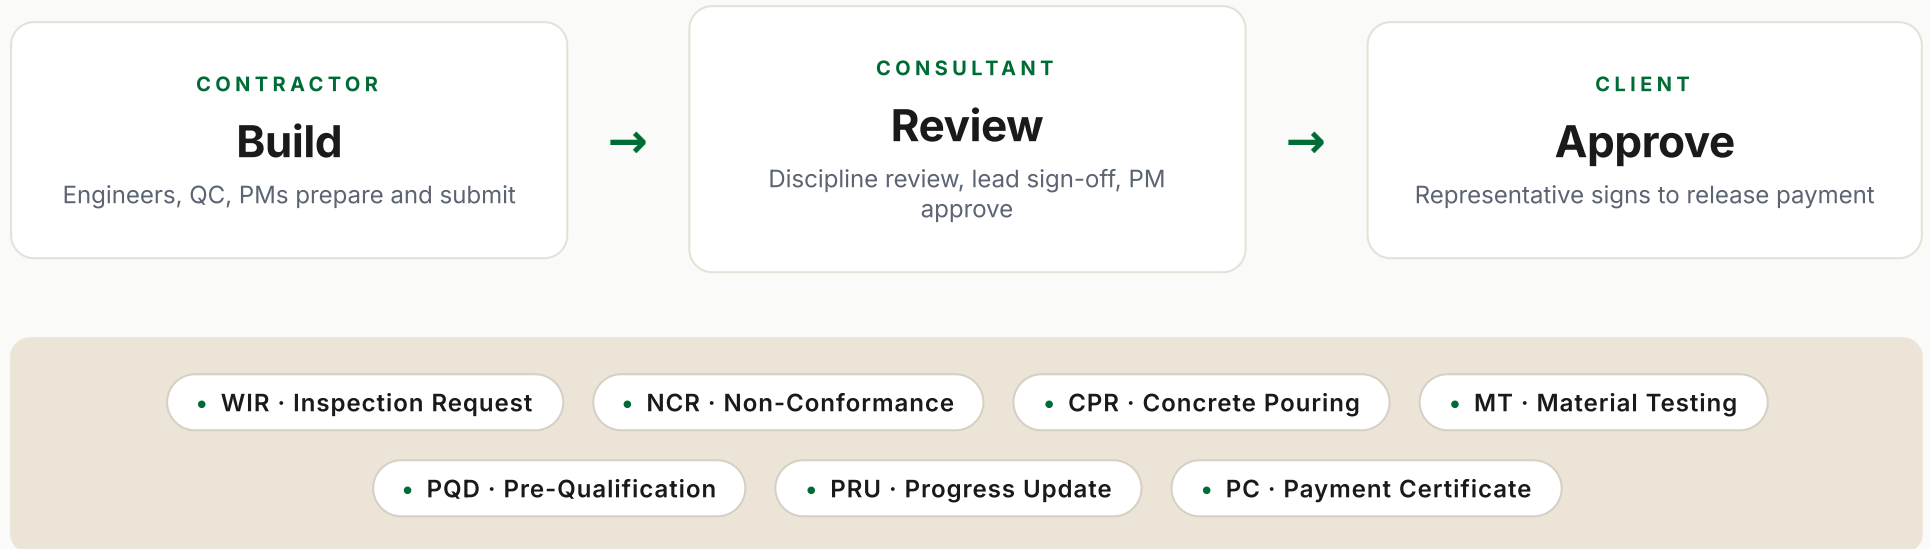 CONTRACTOR
Build
Engineers, QC, PMs prepare and submit
→
CONSULTANT
Review
Discipline review, lead sign-off, PM
approve
→
CLIENT
Approve
Representative signs to release payment
• WIR · Inspection Request
• NCR · Non-Conformance
• CPR · Concrete Pouring
• MT · Material Testing
• PQD · Pre-Qualification
• PRU · Progress Update
• PC · Payment Certificate